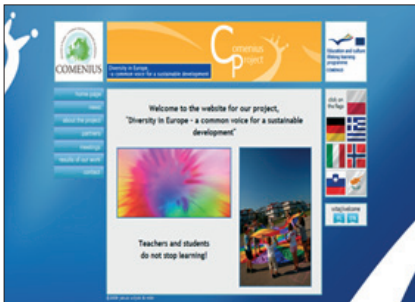 COMENIUS
Diversity in Europe,
-a common voice for a sustainable development
Comenius
Project
Education and culture
lifelong learning
programme
COMENIUS
home page
news
about the project
partners
meetings
results of our work
contact
Welcome to the website for our project,
"Diversity in Europe - a common voice for a sustainable
development"
Teachers and students
do not stop learning!
click on
the flags